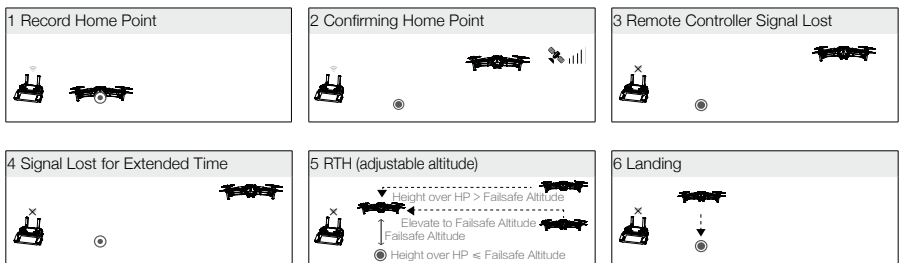 1 Record Home Point
2 Confirming Home Point
3 Remote Controller Signal Lost
4 Signal Lost for Extended Time
5 RTH (adjustable altitude)
Height over HP > Failsafe Altitude
Elevate to Failsafe Altitude
Failsafe Altitude
Height over HP ≤ Failsafe Altitude
6 Landing